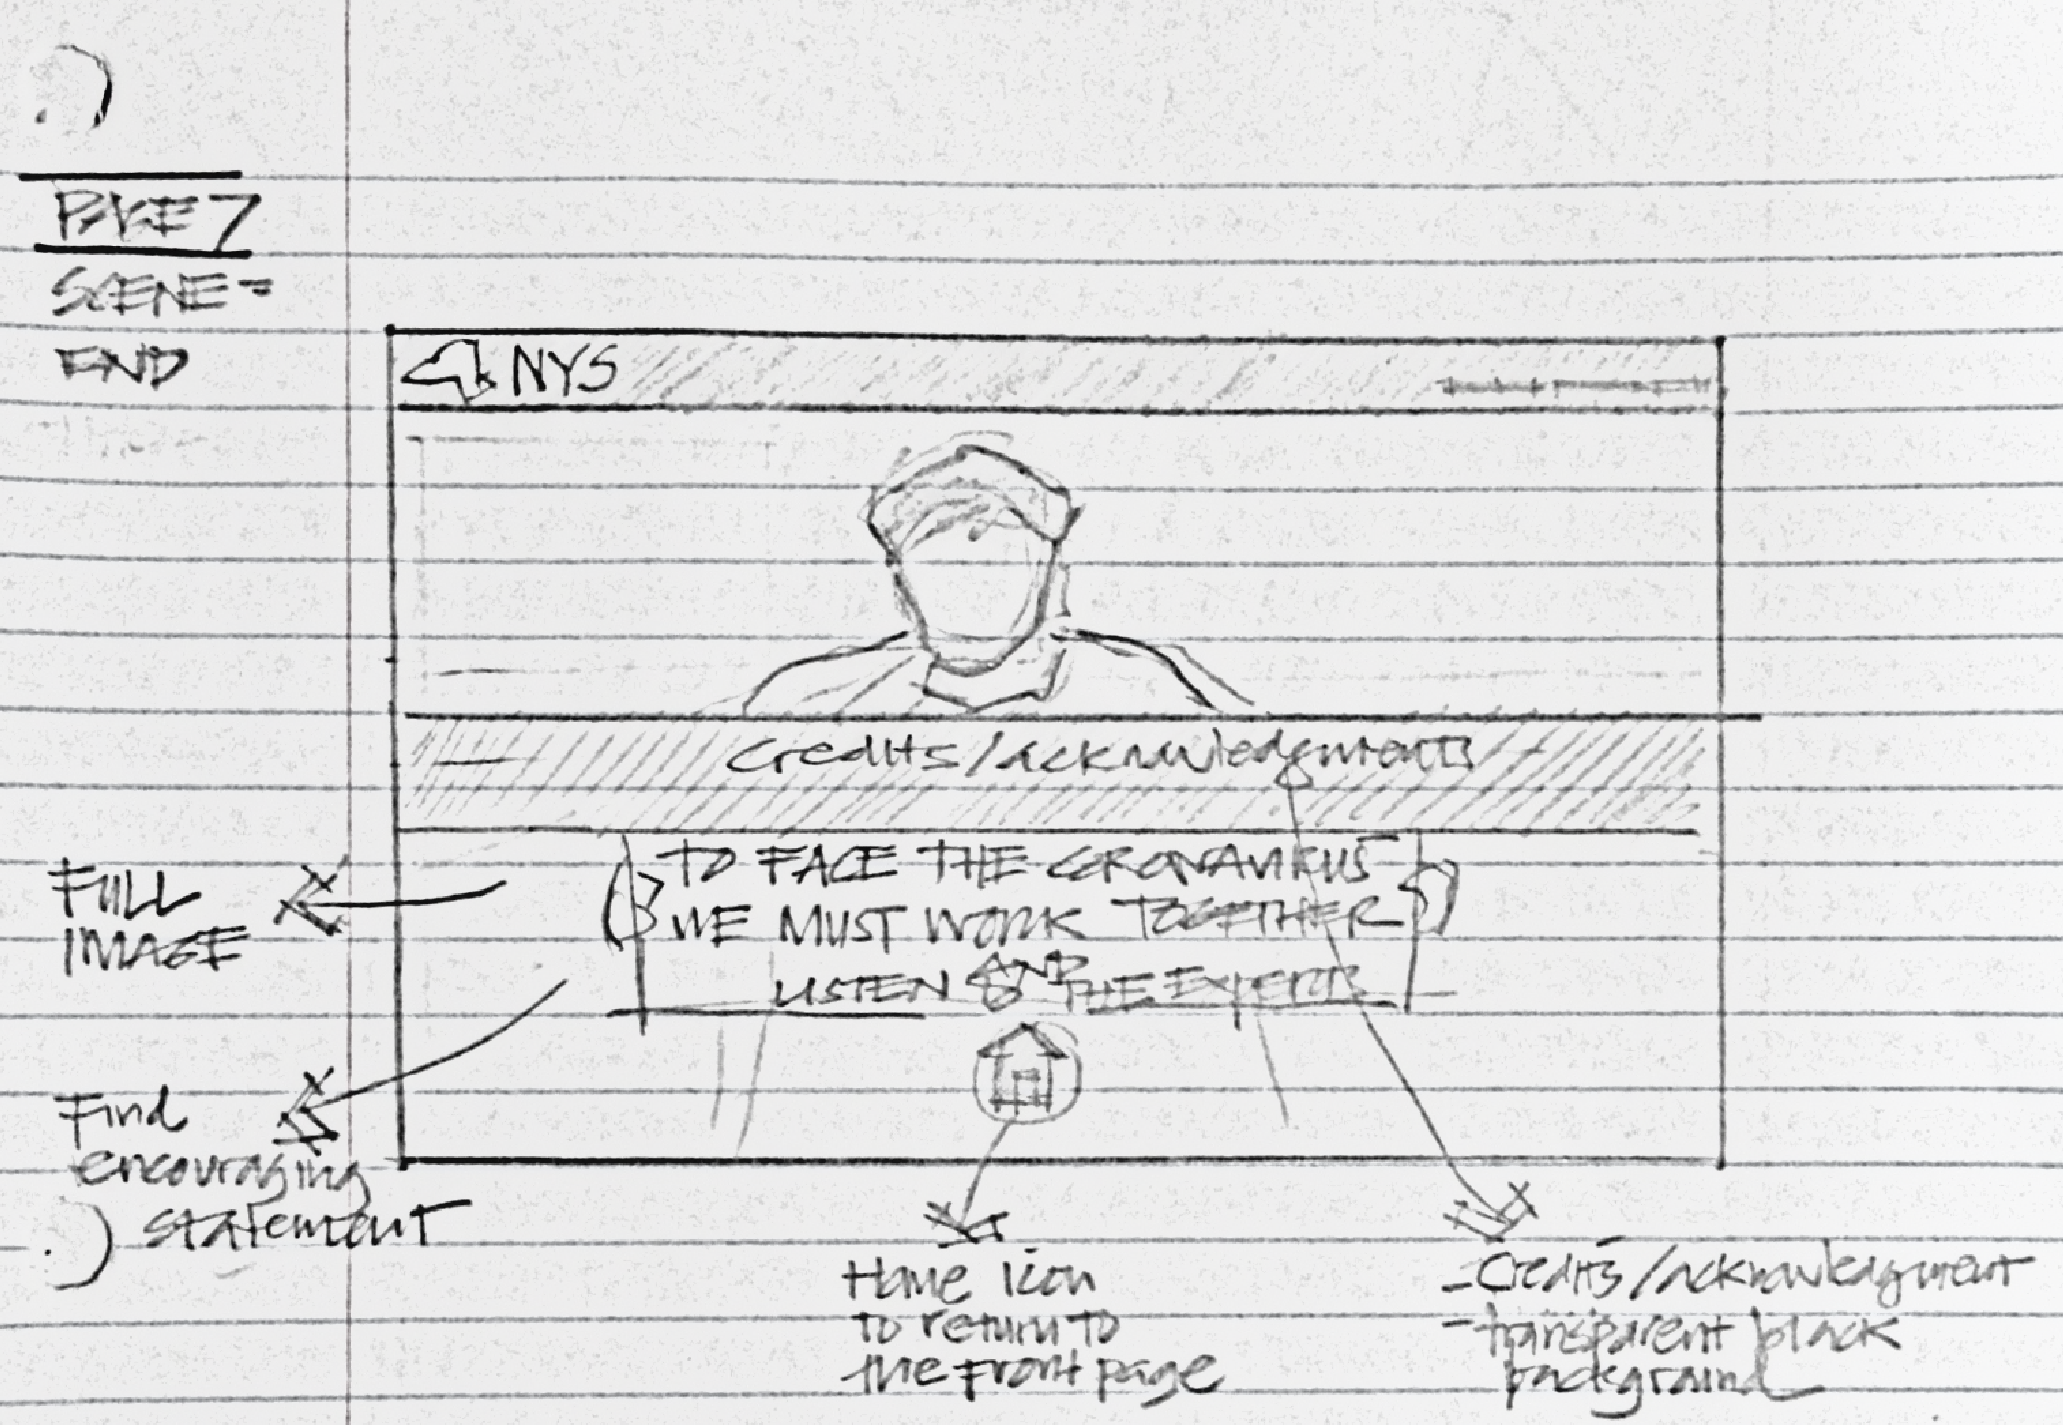 PAGE 7
SCENE =
END
NYS
Credits/acknowledgments
TO FACE THE CORONAVIRUS
WE MUST WORK TOGETHER
LISTEN AND THE EXPERTS
FULL
IMAGE
Find
encouraging
statement
Home icon
to return to
the front page
- Credits/acknowledgment
- transparent black
background